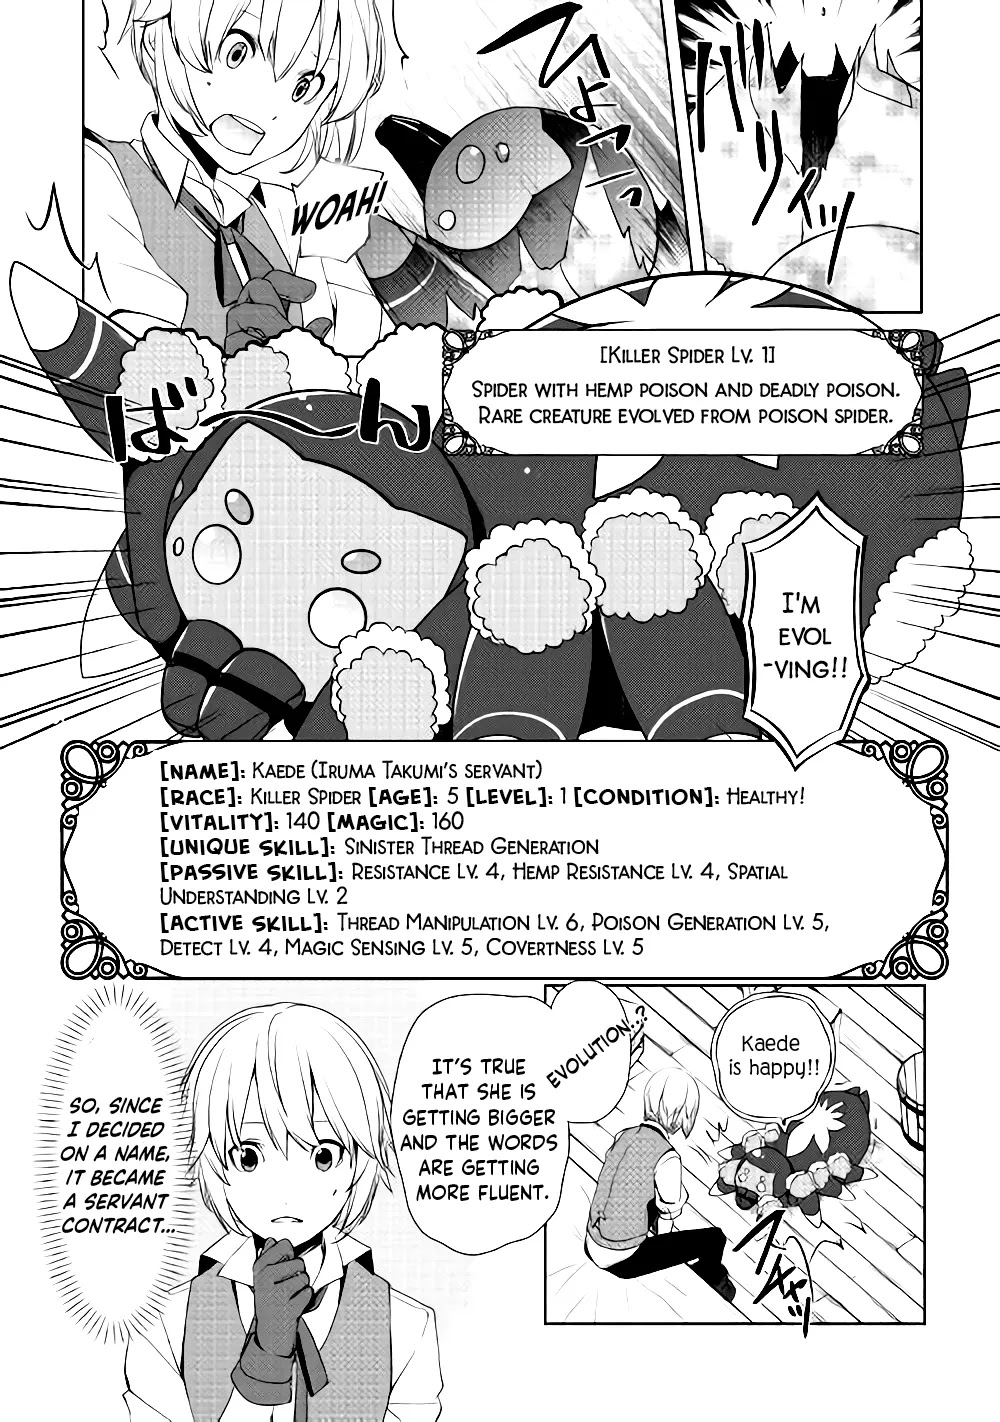 ひょっ
WOAH!
ば〜〜ん
[KILLER SPIDER LV. 1]
SPIDER WITH HEMP POISON AND DEADLY POISON.
RARE CREATURE EVOLVED FROM POISON SPIDER.
I'M
EVOL
-VING!!
[NAME]: KAEDE (IRUMA TAKUMI'S SERVANT)
[RACE]: KILLER SPIDER [AGE]: 5 [LEVEL]: 1 [CONDITION]: HEALTHY!
[VITALITY]: 140 [MAGIC]: 160
[UNIQUE SKILL]: SINISTER THREAD GENERATION
[PASSIVE SKILL]: RESISTANCE LV. 4, HEMP RESISTANCE LV. 4, SPATIAL
UNDERSTANDING LV. 2
[ACTIVE SKILL]: THREAD MANIPULATION LV. 6, POISON GENERATION LV. 5,
DETECT LV. 4, MAGIC SENSING LV. 5, COVERTNESS LV. 5
Kaede
is happy!!
EVOLUTION..?
IT'S TRUE
THAT SHE IS
GETTING BIGGER
AND THE WORDS
ARE GETTING
MORE FLUENT.
SO, SINCE
I DECIDED
ON A NAME,
IT BECAME
A SERVANT
CONTRACT...